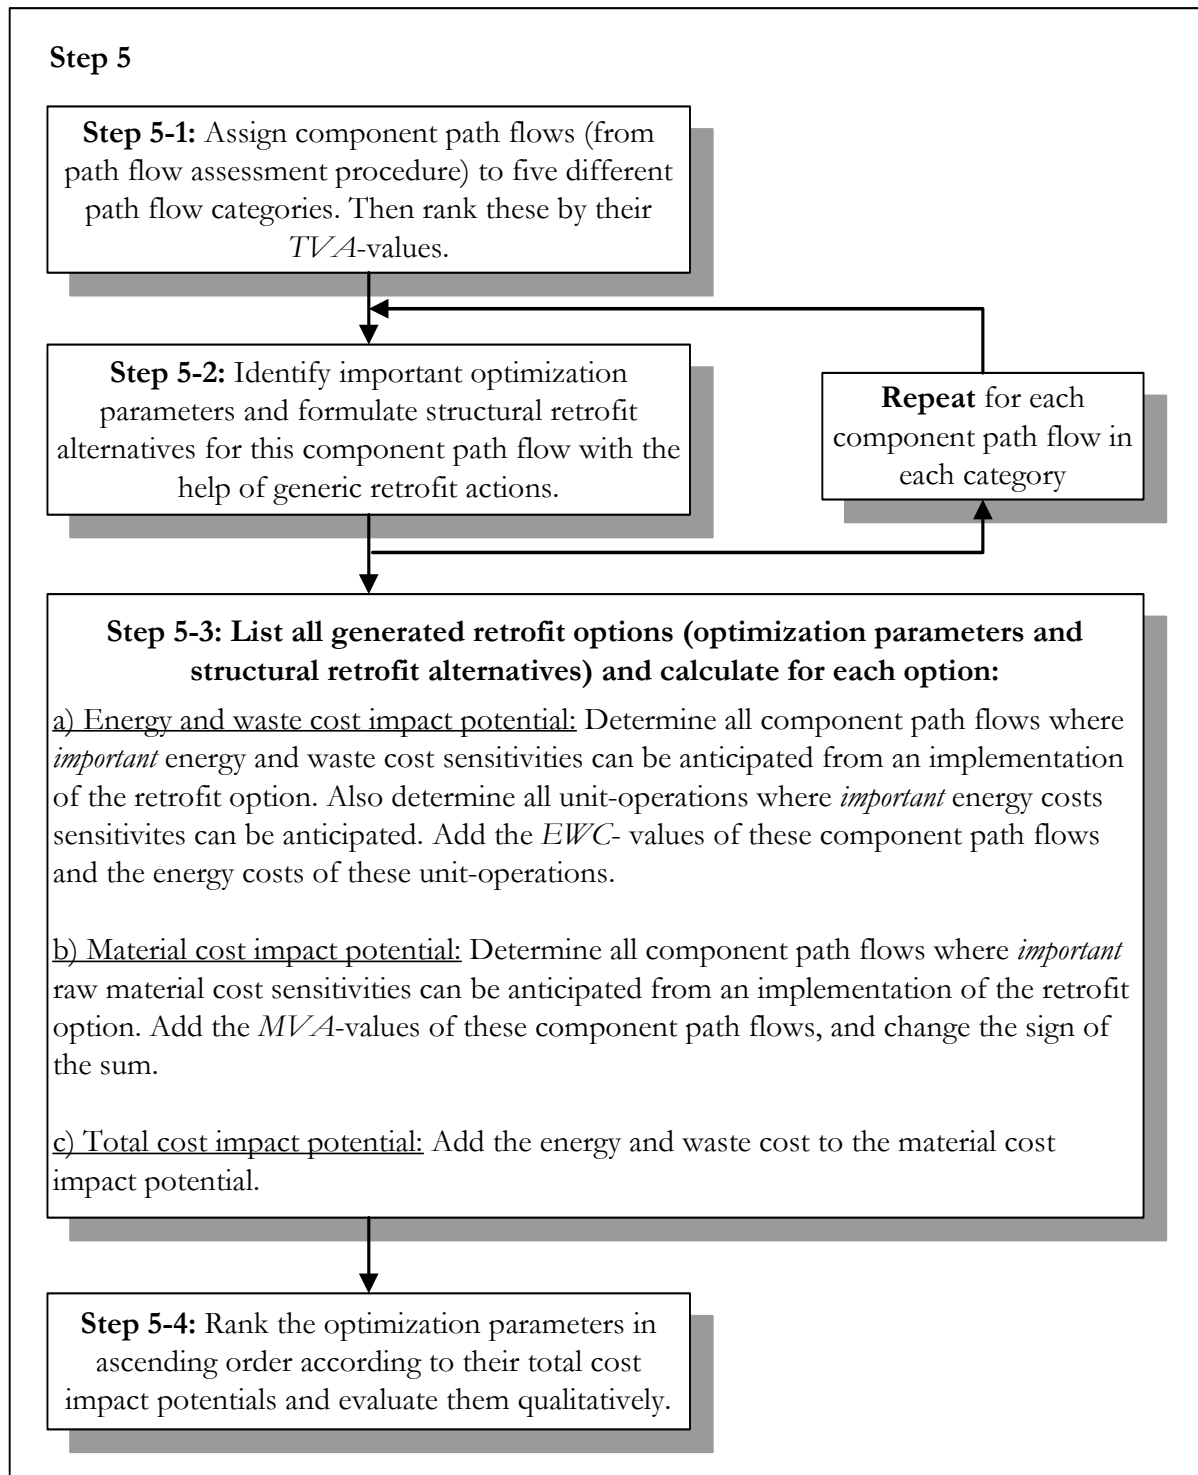 Step 5
Step 5-1: Assign component path flows (from
path flow assessment procedure) to five different
path flow categories. Then rank these by their
TVA-values.
Step 5-2: Identify important optimization
parameters and formulate structural retrofit
alternatives for this component path flow with the
help of generic retrofit actions.
Repeat for each
component path flow in
each category
Step 5-3: List all generated retrofit options (optimization parameters and
structural retrofit alternatives) and calculate for each option:
a) Energy and waste cost impact potential: Determine all component path flows where
important energy and waste cost sensitivities can be anticipated from an implementation
of the retrofit option. Also determine all unit-operations where important energy costs
sensitivites can be anticipated. Add the EWC- values of these component path flows
and the energy costs of these unit-operations.
b) Material cost impact potential: Determine all component path flows where important
raw material cost sensitivities can be anticipated from an implementation of the retrofit
option. Add the MVA-values of these component path flows, and change the sign of
the sum.
c) Total cost impact potential: Add the energy and waste cost to the material cost
impact potential.
Step 5-4: Rank the optimization parameters in
ascending order according to their total cost
impact potentials and evaluate them qualitatively.